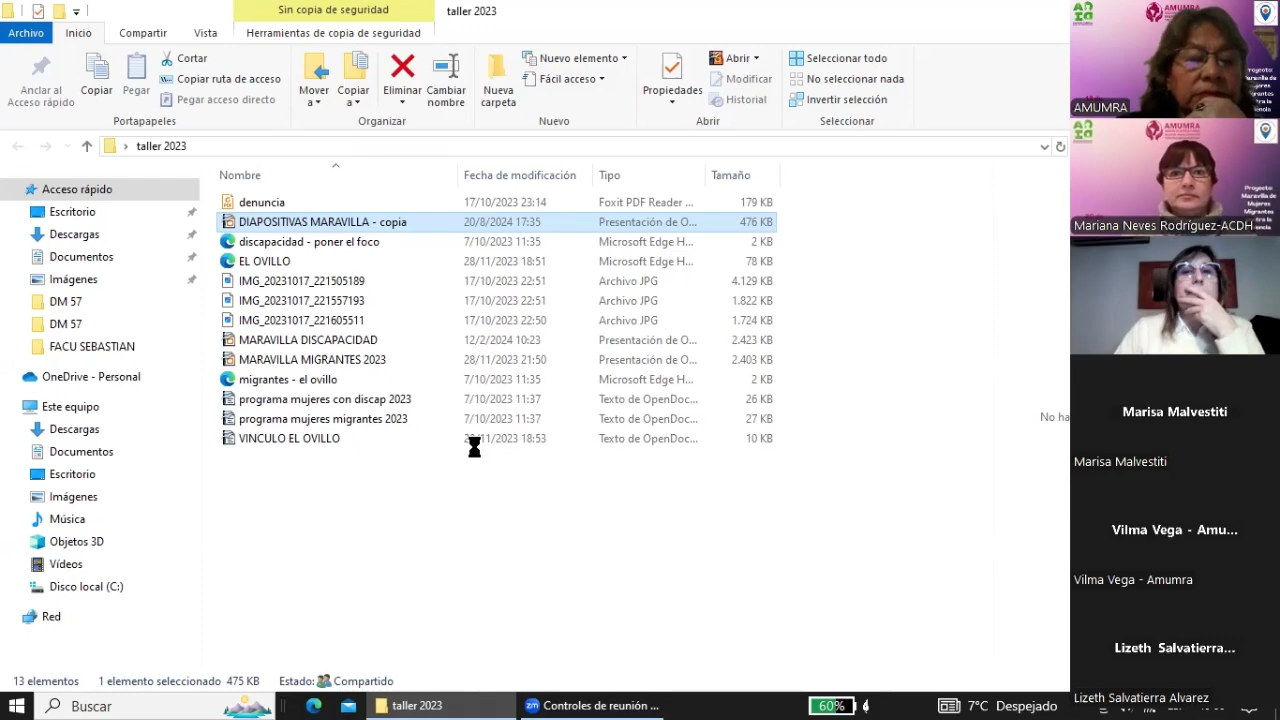 Sin copia de seguridad
taller 2023
Archivo
Inicio
Compartir
Vista
Herramientas de copia de seguridad
Anclar al
Acceso rápido
Copiar
Pegar
Cortar
Copiar ruta de acceso
Pegar acceso directo
Portapapeles
Mover
a
Copiar
a
Eliminar
Cambiar
nombre
Organizar
Nueva
carpeta
Nuevo elemento
Fácil acceso
Nuevo
Propiedades
Abrir
Modificar
Historial
Abrir
Seleccionar todo
No seleccionar nada
Invertir selección
Seleccionar
taller 2023
Nombre Fecha de modificación Tipo Tamaño
denuncia 17/10/2023 23:14 Foxit PDF Reader ... 179 KB
DIAPOSITIVAS MARAVILLA - copia 20/8/2024 17:35 Presentación de O... 476 KB
discapacidad - poner el foco 7/10/2023 11:35 Microsoft Edge H... 2 KB
EL OVILLO 28/11/2023 18:51 Microsoft Edge H... 78 KB
IMG_20231017_221505189 17/10/2023 22:51 Archivo JPG 4.129 KB
IMG_20231017_221557193 17/10/2023 22:51 Archivo JPG 1.822 KB
IMG_20231017_221605511 17/10/2023 22:50 Archivo JPG 1.724 KB
MARAVILLA DISCAPACIDAD 12/2/2024 10:23 Presentación de O... 2.423 KB
MARAVILLA MIGRANTES 2023 28/11/2023 21:50 Presentación de O... 2.403 KB
migrantes - el ovillo 7/10/2023 11:35 Microsoft Edge H... 2 KB
programa mujeres con discap 2023 7/10/2023 11:37 Texto de OpenDoc... 26 KB
programa mujeres migrantes 2023 7/10/2023 11:37 Texto de OpenDoc... 27 KB
VINCULO EL OVILLO /2023 18:53 Texto de OpenDoc... 10 KB
Acceso rápido
Escritorio
Descargas
Documentos
Imágenes
DM 57
DM 57
FACU SEBASTIAN
OneDrive - Personal
Este equipo
Descargas
Documentos
Escritorio
Imágenes
Música
Objetos 3D
Vídeos
Disco local (C:)
Red
No ha
13 elementos 1 elemento seleccionado 475 KB Estado: Compartido
Buscar
taller 2023
zm Controles de reunión ...
60%
7°C Despejado
AMUMRA
AMUMRA
Proyecto:
Maravilla de
Mujeres
Migrantes
Mariana Neves Rodríguez-ACDH
Marisa Malvestiti
Marisa Malvestiti
Vilma Vega - Amu...
Vilma Vega - Amumra
Lizeth Salvatierra...
Lizeth Salvatierra Alvarez